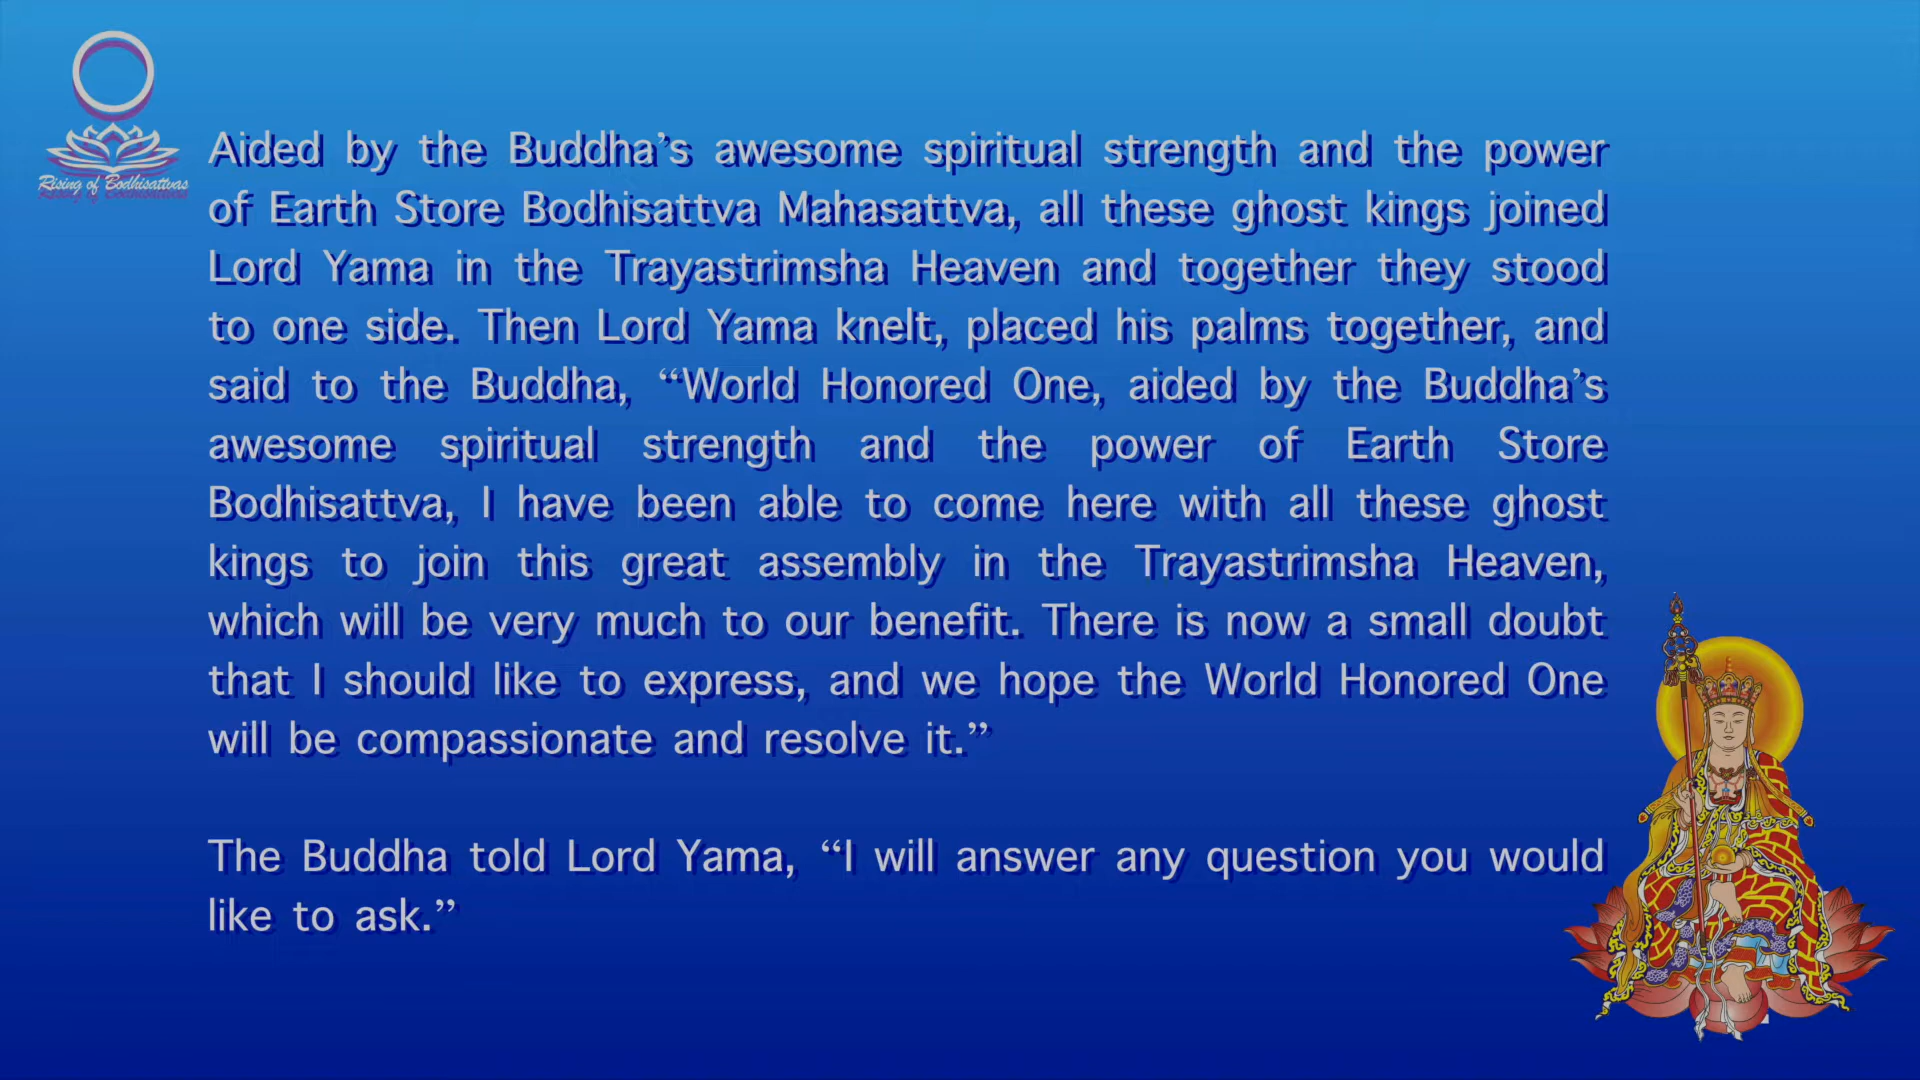 Rising of Bodhisattvas
Aided by the Buddha’s awesome spiritual strength and the power
of Earth Store Bodhisattva Mahasattva, all these ghost kings joined
Lord Yama in the Trayastrimsha Heaven and together they stood
to one side. Then Lord Yama knelt, placed his palms together, and
said to the Buddha, “World Honored One, aided by the Buddha’s
awesome spiritual strength and the power of Earth Store
Bodhisattva, I have been able to come here with all these ghost
kings to join this great assembly in the Trayastrimsha Heaven,
which will be very much to our benefit. There is now a small doubt
that I should like to express, and we hope the World Honored One
will be compassionate and resolve it.”
The Buddha told Lord Yama, “I will answer any question you would
like to ask.”